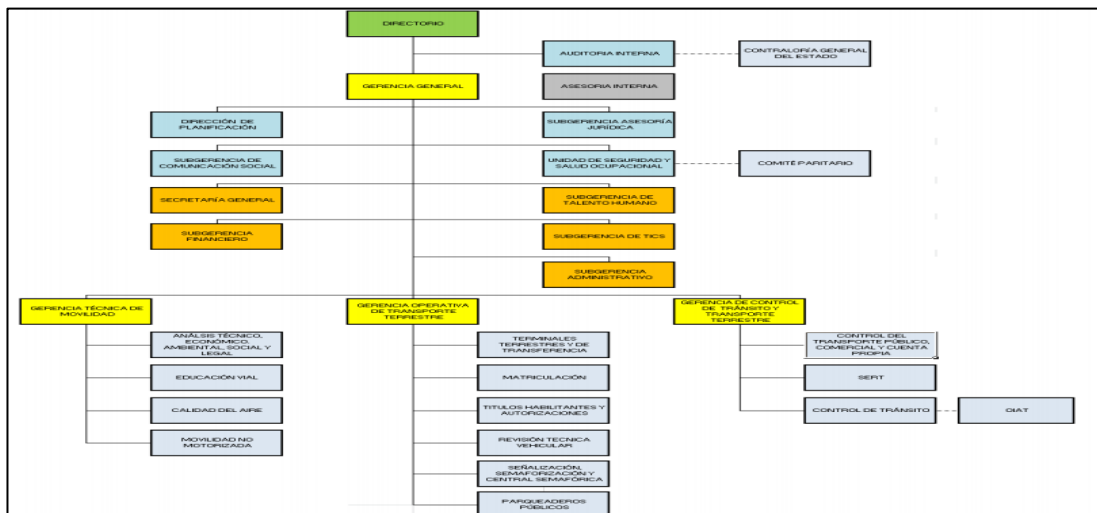 DIRECTORIO
AUDITORIA INTERNA
CONTRALORÍA GENERAL
DEL ESTADO
GERENCIA GENERAL
ASESORIA INTERNA
DIRECCIÓN DE
PLANIFICACIÓN
SUBGERENCIA ASESORÍA
JURÍDICA
SUBGERENCIA DE
COMUNICACIÓN SOCIAL
UNIDAD DE SEGURIDAD Y
SALUD OCUPACIONAL
COMITÉ PARITARIO
SECRETARÍA GENERAL
SUBGERENCIA DE
TALENTO HUMANO
SUBGERENCIA
FINANCIERO
SUBGERENCIA DE TICS
SUBGERENCIA
ADMINISTRATIVO
GERENCIA TÉCNICA DE
MOVILIDAD
GERENCIA OPERATIVA
DE TRANSPORTE
TERRESTRE
GERENCIA DE CONTROL
DE TRÁNSITO Y
TRANSPORTE
TERRESTRE
ANÁLSIS TÉCNICO,
ECONÓMICO,
AMBIENTAL, SOCIAL Y
LEGAL
TERMINALES
TERRESTRES Y DE
TRANSFERENCIA
CONTROL DEL
TRANSPORTE PÚBLICO,
COMERCIAL Y CUENTA
PROPIA
EDUCACIÓN VIAL
MATRICULACIÓN
SERT
CALIDAD DEL AIRE
TITULOS HABILITANTES Y
AUTORIZACIONES
CONTROL DE TRÁNSITO
OIAT
MOVILIDAD NO
MOTORIZADA
REVISIÓN TECNICA
VEHICULAR
SEÑALIZACIÓN,
SEMAFORIZACIÓN Y
CENTRAL SEMAFÓRICA
PARQUEADEROS
PÚBLICOS